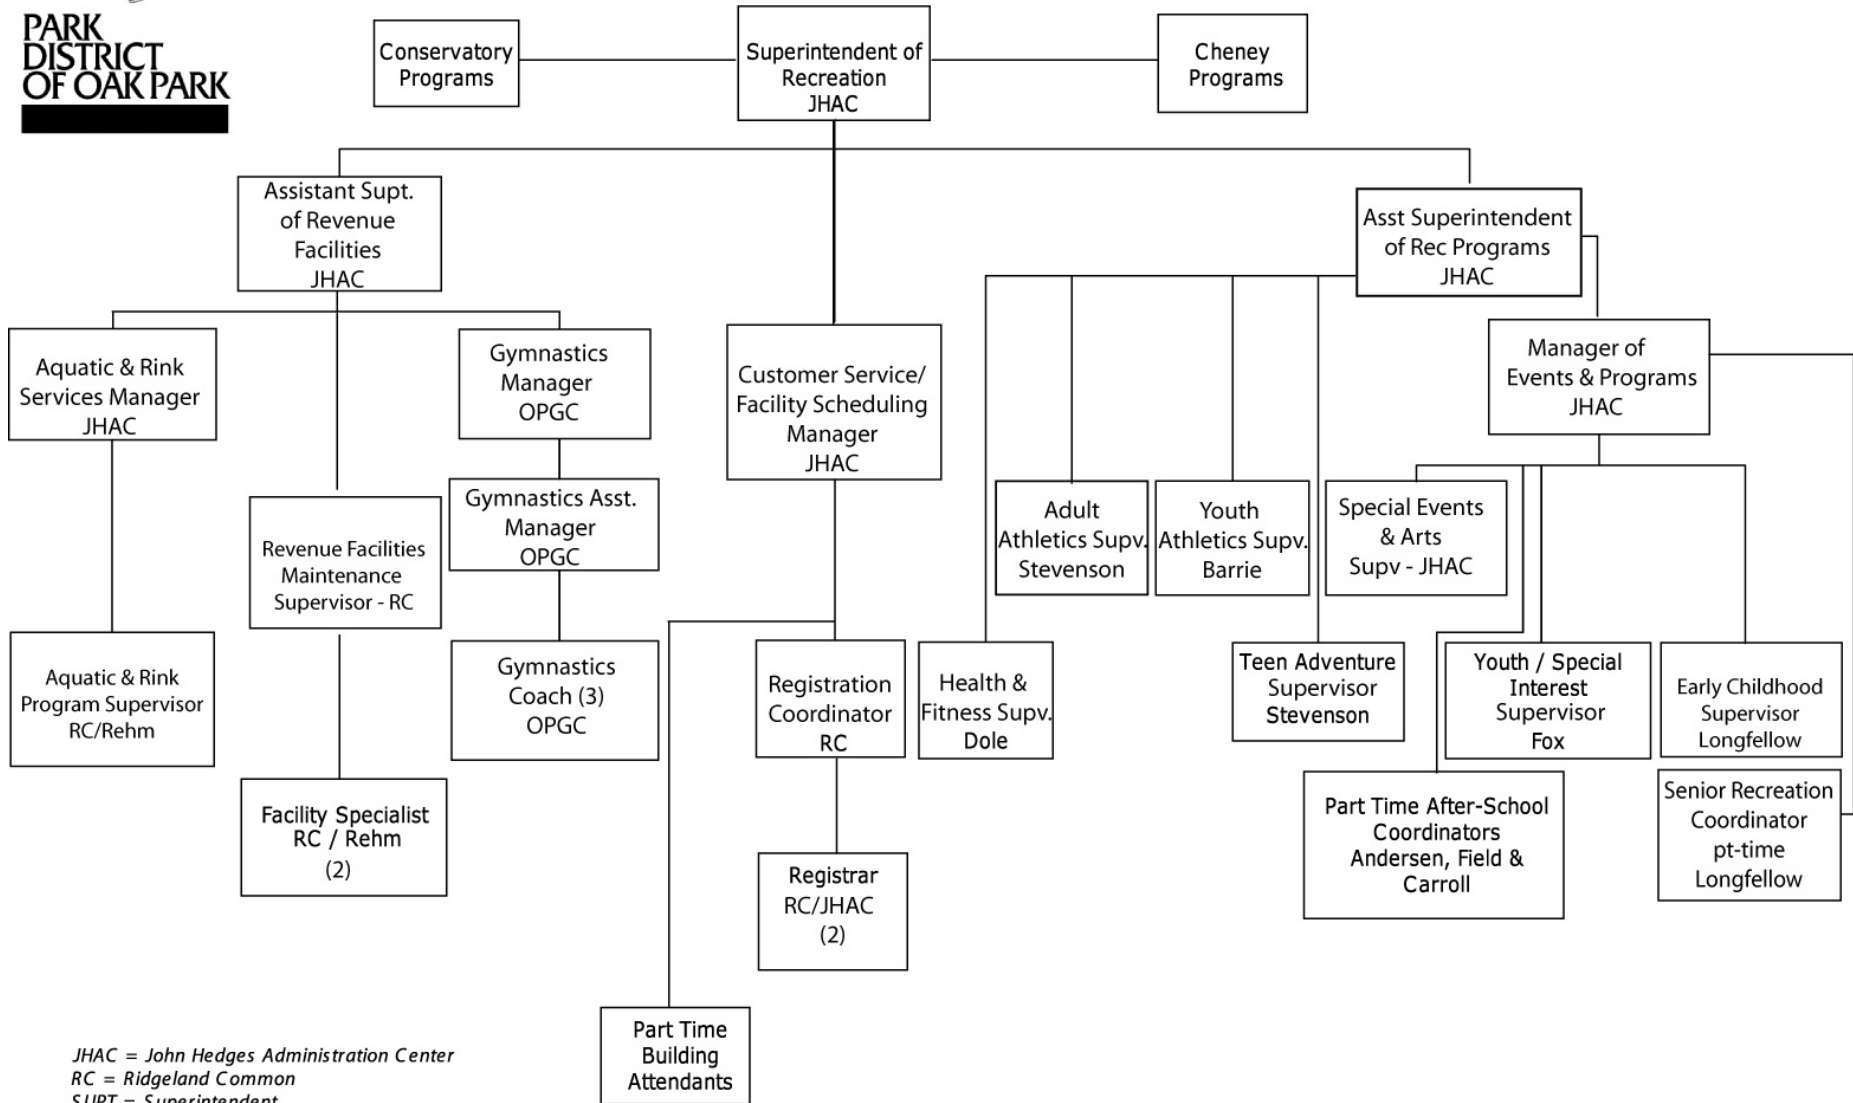 PARK
DISTRICT
OF OAK PARK
Conservatory
Programs
Superintendent of
Recreation
JHAC
Cheney
Programs
Assistant Supt.
of Revenue
Facilities
JHAC
Asst Superintendent
of Rec Programs
JHAC
Aquatic & Rink
Services Manager
JHAC
Gymnastics
Manager
OPGC
Customer Service/
Facility Scheduling
Manager
JHAC
Manager of
Events & Programs
JHAC
Revenue Facilities
Maintenance
Supervisor - RC
Gymnastics Asst.
Manager
OPGC
Adult
Athletics Supv.
Stevenson
Youth
Athletics Supv.
Barrie
Special Events
& Arts
Supv - JHAC
Aquatic & Rink
Program Supervisor
RC/Rehm
Gymnastics
Coach (3)
OPGC
Registration
Coordinator
RC
Health &
Fitness Supv.
Dole
Teen Adventure
Supervisor
Stevenson
Youth / Special
Interest
Supervisor
Fox
Early Childhood
Supervisor
Longfellow
Facility Specialist
RC / Rehm
(2)
Registrar
RC/JHAC
(2)
Part Time After-School
Coordinators
Andersen, Field &
Carroll
Senior Recreation
Coordinator
pt-time
Longfellow
Part Time
Building
Attendants
JHAC = John Hedges Administration Center
RC = Ridgeland Common
SUPT = Superintendent